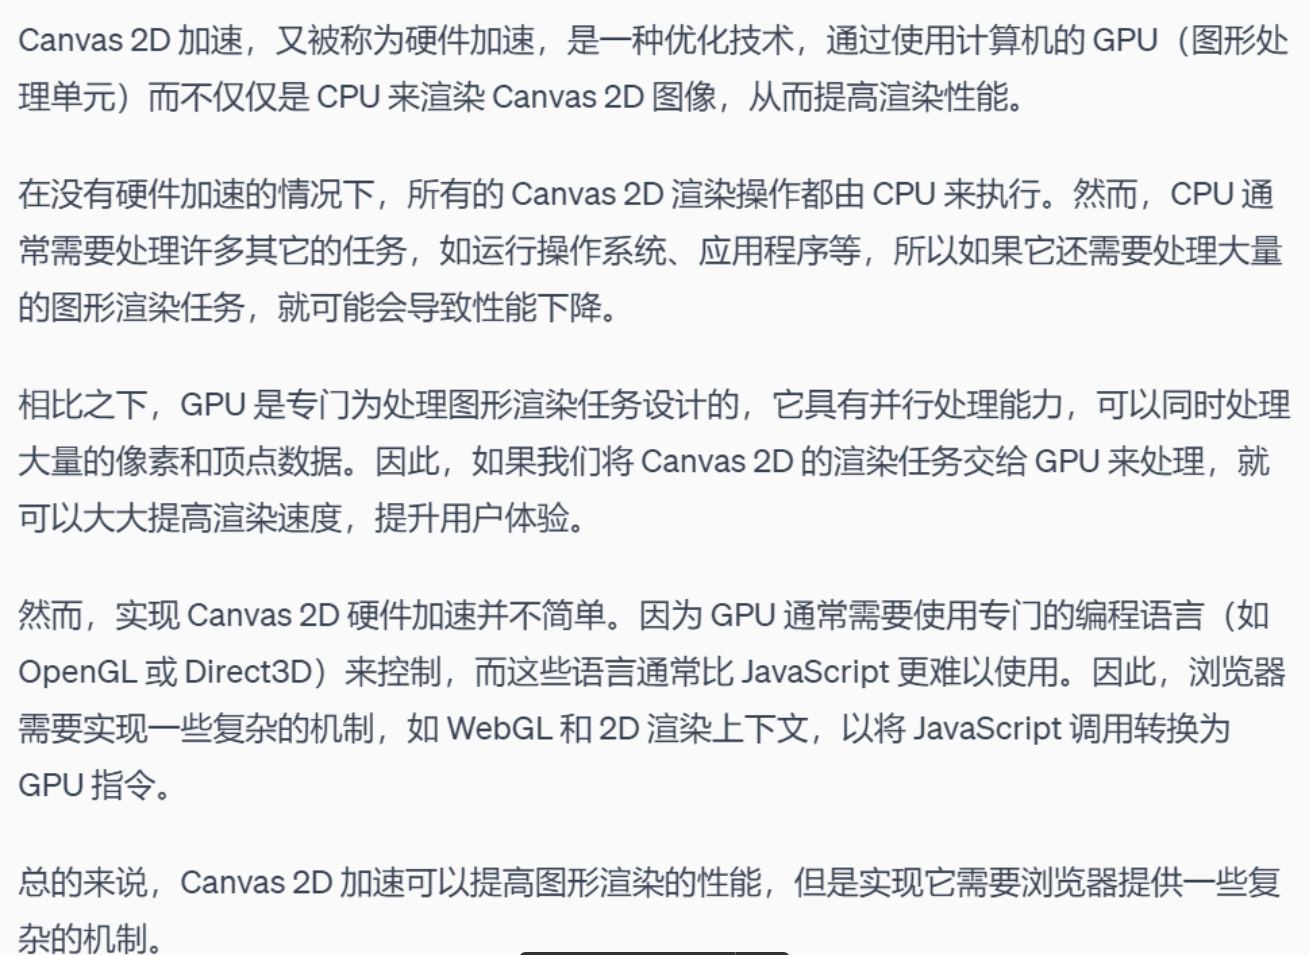 Canvas 2D 加速，又被称为硬件加速，是一种优化技术，通过使用计算机的 GPU（图形处
理单元）而不仅仅是 CPU 来渲染 Canvas 2D 图像，从而提高渲染性能。
在没有硬件加速的情况下，所有的 Canvas 2D 渲染操作都由 CPU 来执行。然而，CPU 通
常需要处理许多其它的任务，如运行操作系统、应用程序等，所以如果它还需要处理大量
的图形渲染任务，就可能会导致性能下降。
相比之下，GPU 是专门为处理图形渲染任务设计的，它具有并行处理能力，可以同时处理
大量的像素和顶点数据。因此，如果我们将 Canvas 2D 的渲染任务交给 GPU 来处理，就
可以大大提高渲染速度，提升用户体验。
然而，实现 Canvas 2D 硬件加速并不简单。因为 GPU 通常需要使用专门的编程语言（如
OpenGL 或 Direct3D）来控制，而这些语言通常比 JavaScript 更难以使用。因此，浏览器
需要实现一些复杂的机制，如 WebGL 和 2D 渲染上下文，以将 JavaScript 调用转换为
GPU 指令。
总的来说，Canvas 2D 加速可以提高图形渲染的性能，但是实现它需要浏览器提供一些复
杂的机制。